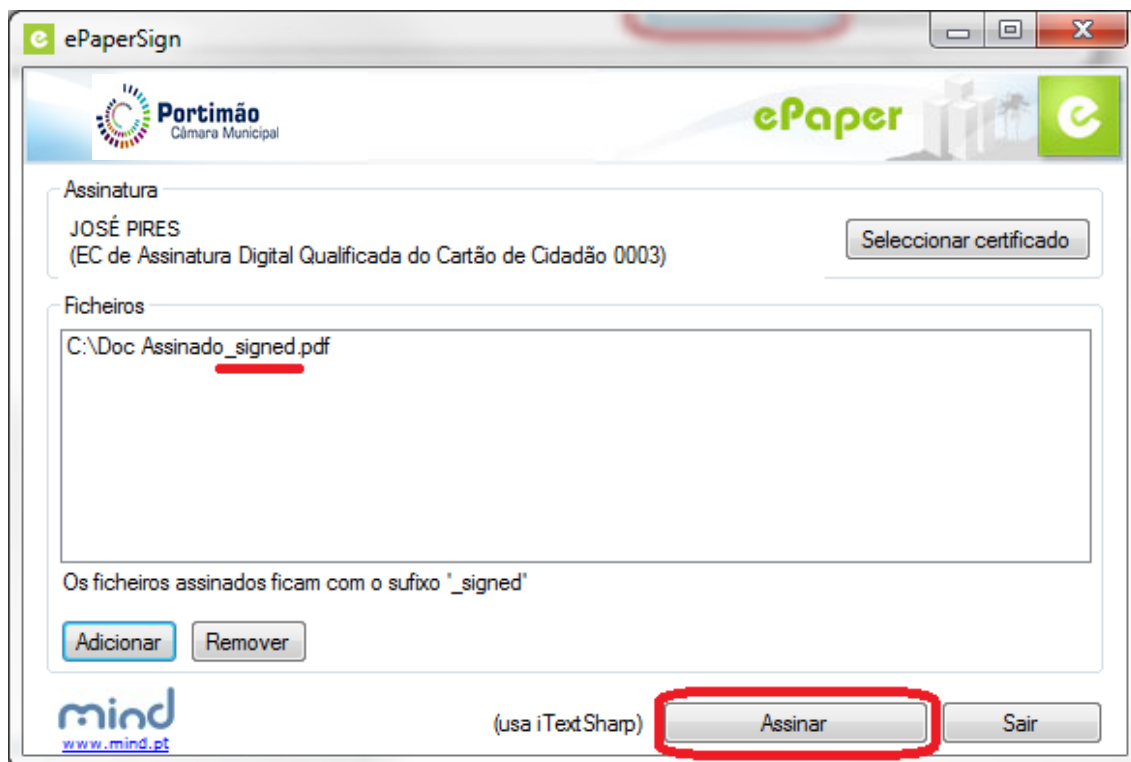 ePaperSign
Portimão
Câmara Municipal
ePaper
Assinatura
JOSÉ PIRES
(EC de Assinatura Digital Qualificada do Cartão de Cidadão 0003)
Seleccionar certificado
Ficheiros
C:\Doc Assinado_signed.pdf
Os ficheiros assinados ficam com o sufixo '_signed'
Adicionar
Remover
mind
www.mind.pt
(usa iTextSharp)
Assinar
Sair